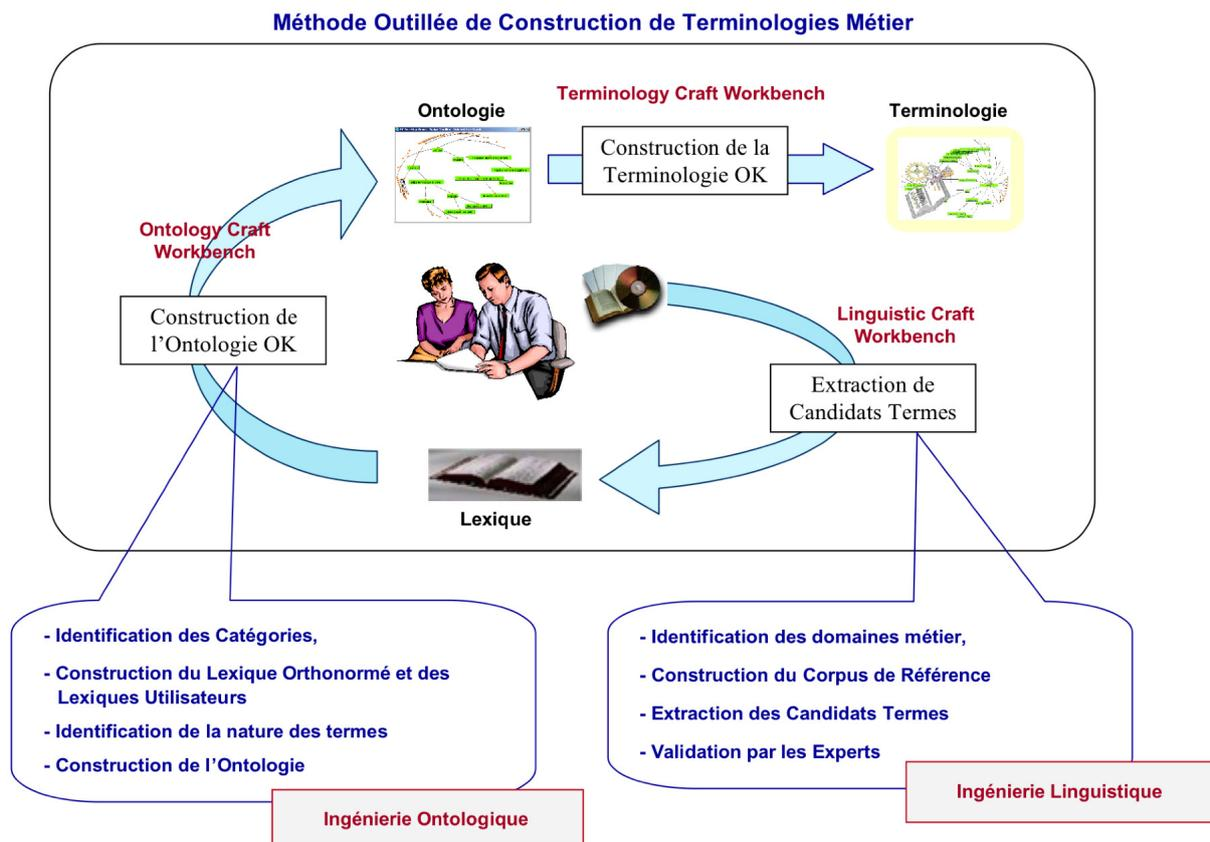 Méthode Outillée de Construction de Terminologies Métier
Ontologie
Terminology Craft Workbench
Terminologie
Construction de la
Terminologie OK
Ontology Craft
Workbench
Construction de
l'Ontologie OK
Linguistic Craft
Workbench
Extraction de
Candidats Termes
Lexique
- Identification des Catégories,
- Construction du Lexique Orthonormé et des
Lexiques Utilisateurs
- Identification de la nature des termes
- Construction de l'Ontologie
Ingénierie Ontologique
- Identification des domaines métier,
- Construction du Corpus de Référence
- Extraction des Candidats Termes
- Validation par les Experts
Ingénierie Linguistique